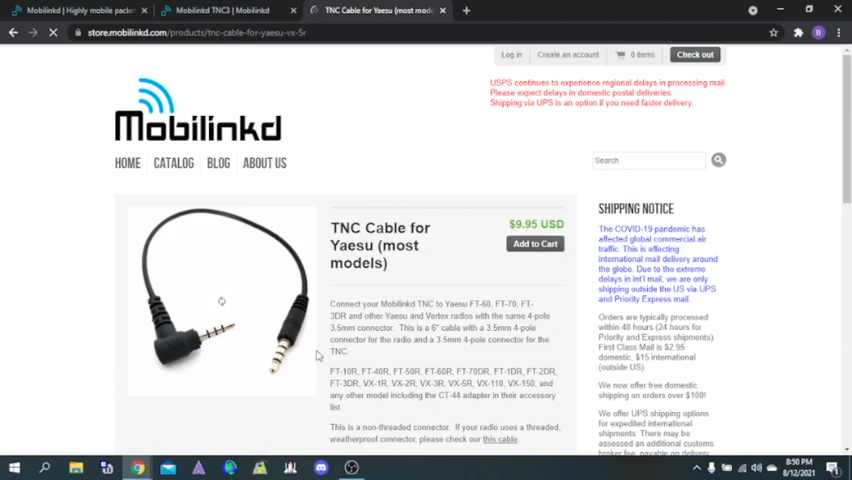 Mobilinkd | Highly mobile packe
Mobilinkd TNC3 | Mobilinkd
TNC Cable for Yaesu (most mode
store.mobilinkd.com/products/tnc-cable-for-yaesu-vx-5r
Log in
Create an account
0 items
Check out
USPS continues to experience regional delays in processing mail
Please expect delays in domestic postal deliveries.
Shipping via UPS is an option if you need faster delivery.
Mobilinkd
HOME
CATALOG
BLOG
ABOUT US
Search
TNC Cable for
Yaesu (most
models)
$9.95 USD
Add to Cart
Connect your Mobilinkd TNC to Yaesu FT-60, FT-70, FT-
3DR and other Yaesu and Vertex radios with the same 4-pole
3.5mm connector. This is a 6" cable with a 3.5mm 4-pole
connector for the radio and a 3.5mm 4-pole connector for the
TNC.
FT-10R, FT-40R, FT-50R, FT-60R, FT-70DR, FT-1DR, FT-2DR,
FT-3DR, VX-1R, VX-2R, VX-3R, VX-5R, VX-110, VX-150, and
any other model including the CT-44 adapter in their accessory
list.
This is a non-threaded connector. If your radio uses a threaded,
weatherproof connector, please check our this cable.
SHIPPING NOTICE
The COVID-19 pandemic has
affected global commercial air
traffic. This is effecting
international mail delivery around
the globe. Due to the extreme
delays in int'l mail, we are only
shipping outside the US via UPS
and Priority Express mail.
Orders are typically processed
within 48 hours (24 hours for
Priority and Express shipments).
First Class Mail is $2.95
domestic, $15 international
(outside US).
We now offer free domestic
shipping on orders over $100!
We offer UPS shipping options
for expedited international
shipments. There may be
assessed an additional customs
broker fee, payable on delivery
8:50 PM
8/12/2021